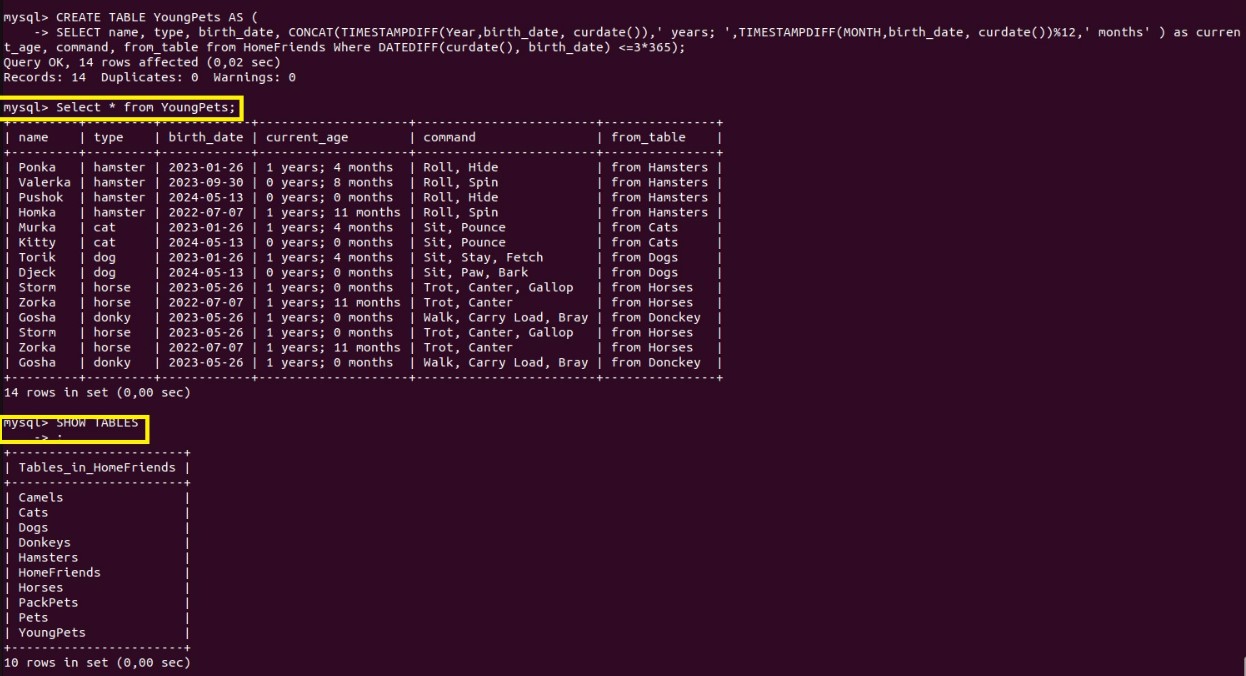 mysql> CREATE TABLE YoungPets AS (
    -> SELECT name, type, birth_date, CONCAT(TIMESTAMPDIFF(Year,birth_date, curdate()),' years; ',TIMESTAMPDIFF(MONTH,birth_date, curdate())%12,' months' ) as curren
t_age, command, from_table from HomeFriends Where DATEDIFF(curdate(), birth_date) <=3*365);
Query OK, 14 rows affected (0,02 sec)
Records: 14  Duplicates: 0  Warnings: 0
mysql> Select * from YoungPets;
+---------+---------+------------+--------------------+------------------------+---------------+
| name    | type    | birth_date | current_age        | command                | from_table    |
+---------+---------+------------+--------------------+------------------------+---------------+
| Ponka   | hamster | 2023-01-26 | 1 years; 4 months  | Roll, Hide             | from Hamsters |
| Valerka | hamster | 2023-09-30 | 0 years; 8 months  | Roll, Spin             | from Hamsters |
| Pushok  | hamster | 2024-05-13 | 0 years; 0 months  | Roll, Hide             | from Hamsters |
| Homka   | hamster | 2022-07-07 | 1 years; 11 months | Roll, Spin             | from Hamsters |
| Murka   | cat     | 2023-01-26 | 1 years; 4 months  | Sit, Pounce            | from Cats     |
| Kitty   | cat     | 2024-05-13 | 0 years; 0 months  | Sit, Pounce            | from Cats     |
| Torik   | dog     | 2023-01-26 | 1 years; 4 months  | Sit, Stay, Fetch       | from Dogs     |
| Djeck   | dog     | 2024-05-13 | 0 years; 0 months  | Sit, Paw, Bark         | from Dogs     |
| Storm   | horse   | 2023-05-26 | 1 years; 0 months  | Trot, Canter, Gallop   | from Horses   |
| Zorka   | horse   | 2022-07-07 | 1 years; 11 months | Trot, Canter           | from Horses   |
| Gosha   | donky   | 2023-05-26 | 1 years; 0 months  | Walk, Carry Load, Bray | from Donckey  |
| Storm   | horse   | 2023-05-26 | 1 years; 0 months  | Trot, Canter, Gallop   | from Horses   |
| Zorka   | horse   | 2022-07-07 | 1 years; 11 months | Trot, Canter           | from Horses   |
| Gosha   | donky   | 2023-05-26 | 1 years; 0 months  | Walk, Carry Load, Bray | from Donckey  |
+---------+---------+------------+--------------------+------------------------+---------------+
14 rows in set (0,00 sec)
mysql> SHOW TABLES
    -> ;
+-----------------------+
| Tables_in_HomeFriends |
+-----------------------+
| Camels                |
| Cats                  |
| Dogs                  |
| Donkeys               |
| Hamsters              |
| HomeFriends           |
| Horses                |
| PackPets              |
| Pets                  |
| YoungPets             |
+-----------------------+
10 rows in set (0,00 sec)